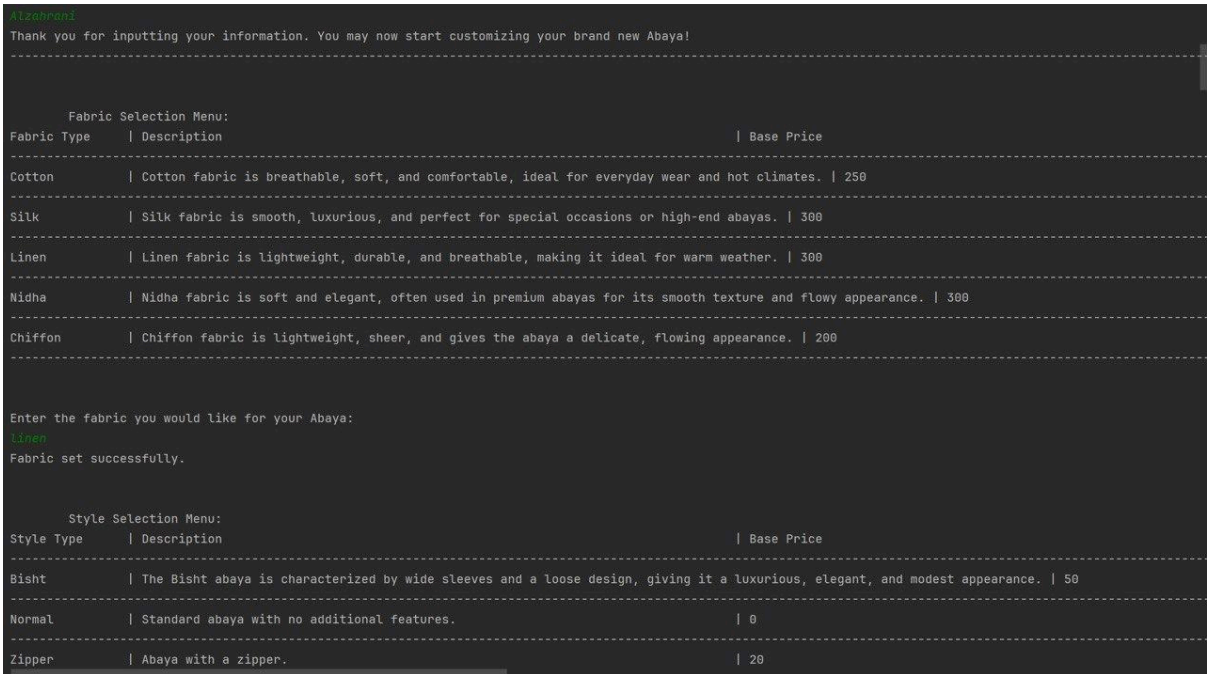 Alzahrani
Thank you for inputting your information. You may now start customizing your brand new Abaya!
Fabric Selection Menu:
Fabric Type | Description | Base Price
Cotton | Cotton fabric is breathable, soft, and comfortable, ideal for everyday wear and hot climates. | 250
Silk | Silk fabric is smooth, luxurious, and perfect for special occasions or high-end abayas. | 300
Linen | Linen fabric is lightweight, durable, and breathable, making it ideal for warm weather. | 300
Nidha | Nidha fabric is soft and elegant, often used in premium abayas for its smooth texture and flowy appearance. | 300
Chiffon | Chiffon fabric is lightweight, sheer, and gives the abaya a delicate, flowing appearance. | 200
Enter the fabric you would like for your Abaya:
linen
Fabric set successfully.
Style Selection Menu:
Style Type | Description | Base Price
Bisht | The Bisht abaya is characterized by wide sleeves and a loose design, giving it a luxurious, elegant, and modest appearance. | 50
Normal | Standard abaya with no additional features. | 0
Zipper | Abaya with a zipper. | 20